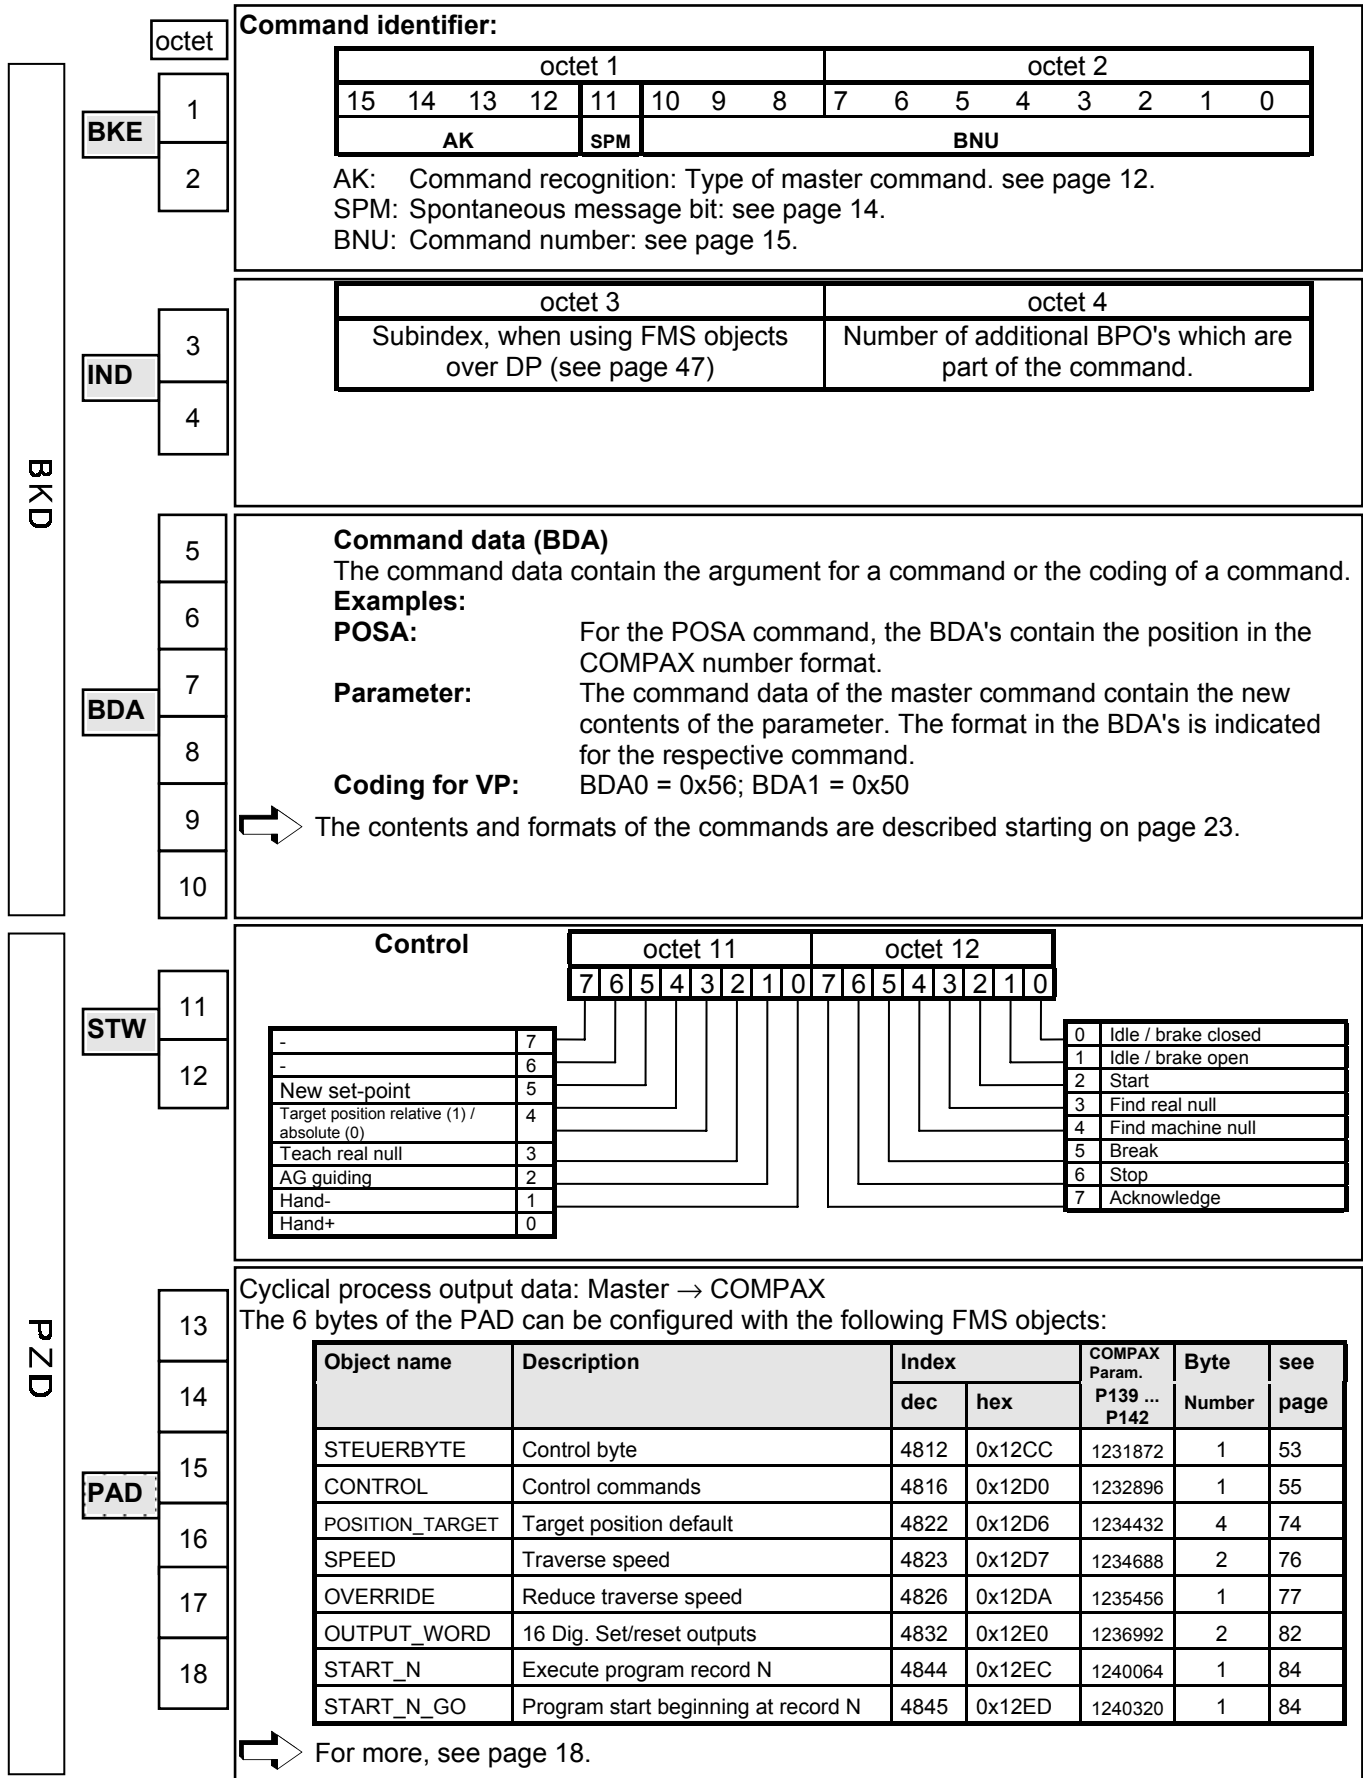 octet
Command identifier:
octet 1 octet 2
15 14 13 12 11 10 9 8 7 6 5 4 3 2 1 0
AK SPM BNU
BKE
1
2
AK: Command recognition: Type of master command. see page 12.
SPM: Spontaneous message bit: see page 14.
BNU: Command number: see page 15.
BKD
IND
3
4
octet 3 octet 4
Subindex, when using FMS objects
over DP (see page 47)
Number of additional BPO's which are
part of the command.
BDA
5
6
7
8
9
10
Command data (BDA)
The command data contain the argument for a command or the coding of a command.
Examples:
POSA: For the POSA command, the BDA's contain the position in the
COMPAX number format.
Parameter: The command data of the master command contain the new
contents of the parameter. The format in the BDA's is indicated
for the respective command.
Coding for VP: BDA0 = 0x56; BDA1 = 0x50
The contents and formats of the commands are described starting on page 23.
PZD
STW
11
12
Control
octet 11 octet 12
7 6 5 4 3 2 1 0 7 6 5 4 3 2 1 0
- 7
- 6
New set-point 5
Target position relative (1) / 4
absolute (0)
Teach real null 3
AG guiding 2
Hand- 1
Hand+ 0
0 Idle / brake closed
1 Idle / brake open
2 Start
3 Find real null
4 Find machine null
5 Break
6 Stop
7 Acknowledge
PAD
13
14
15
16
17
18
Cyclical process output data: Master → COMPAX
The 6 bytes of the PAD can be configured with the following FMS objects:
Object name Description Index COMPAX Byte see
Param.
dec hex P139 ... Number page
P142
STEUERBYTE Control byte 4812 0x12CC 1231872 1 53
CONTROL Control commands 4816 0x12D0 1232896 1 55
POSITION_TARGET Target position default 4822 0x12D6 1234432 4 74
SPEED Traverse speed 4823 0x12D7 1234688 2 76
OVERRIDE Reduce traverse speed 4826 0x12DA 1235456 1 77
OUTPUT_WORD 16 Dig. Set/reset outputs 4832 0x12E0 1236992 2 82
START_N Execute program record N 4844 0x12EC 1240064 1 84
START_N_GO Program start beginning at record N 4845 0x12ED 1240320 1 84
For more, see page 18.